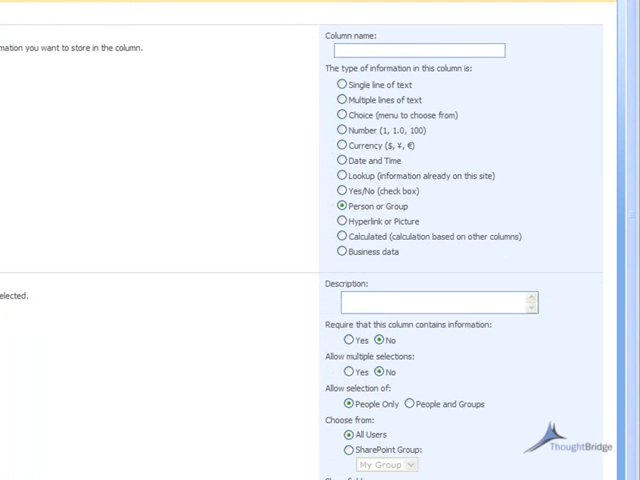 Column name:
mation you want to store in the column.
The type of information in this column is:
Single line of text
Multiple lines of text
Choice (menu to choose from)
Number (1, 1.0, 100)
Currency ($, ¥, €)
Date and Time
Lookup (information already on this site)
Yes/No (check box)
Person or Group
Hyperlink or Picture
Calculated (calculation based on other columns)
Business data
Description:
elected.
Require that this column contains information:
Yes No
Allow multiple selections:
Yes No
Allow selection of:
People Only People and Groups
Choose from:
All Users
SharePoint Group:
My Group
ThoughtBridge